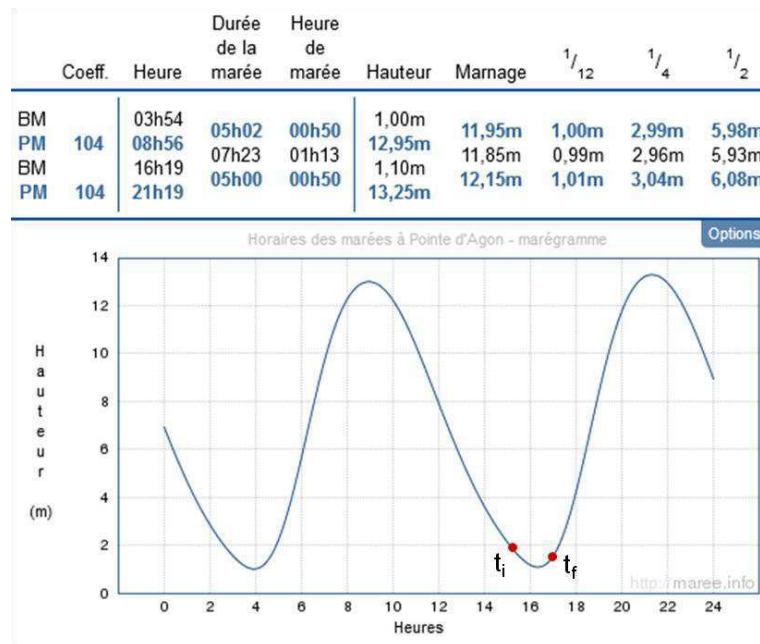 Coeff. Heure Durée de la marée Heure de marée Hauteur Marnage 1/12 1/4 1/2
BM 03h54 1,00m
05h02 00h50 11,95m 1,00m 2,99m 5,98m
PM 104 08h56 12,95m
07h23 01h13 11,85m 0,99m 2,96m 5,93m
BM 16h19 1,10m
05h00 00h50 12,15m 1,01m 3,04m 6,08m
PM 104 21h19 13,25m
Options
Horaires des marées à Pointe d'Agon - marégramme
Hauteur
(m)
14
12
10
8
6
4
2
0
ti tf
http://maree.info
0 2 4 6 8 10 12 14 16 18 20 22 24
Heures